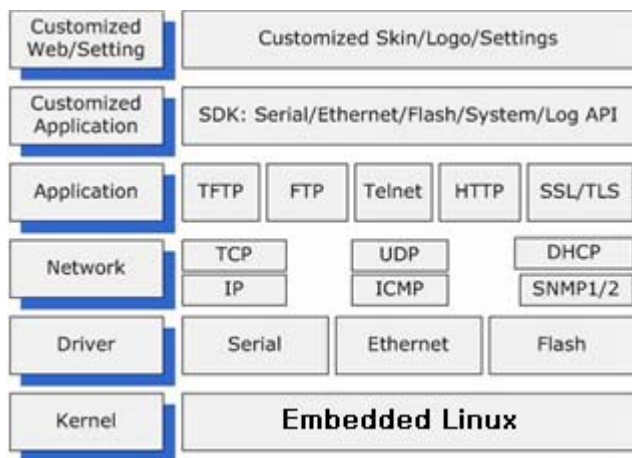 Customized
Web/Setting
Customized Skin/Logo/Settings
Customized
Application
SDK: Serial/Ethernet/Flash/System/Log API
Application
TFTP
FTP
Telnet
HTTP
SSL/TLS
Network
TCP
UDP
DHCP
IP
ICMP
SNMP1/2
Driver
Serial
Ethernet
Flash
Kernel
Embedded Linux